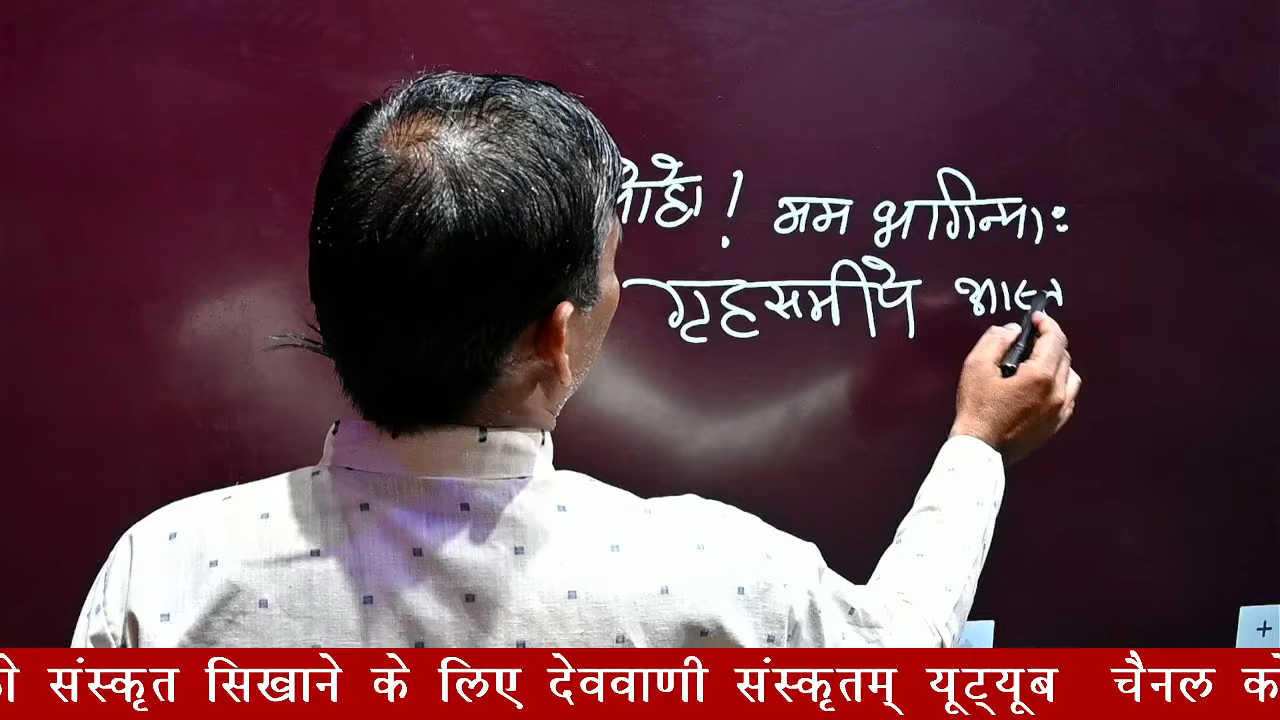 ! मम भगिन्याः
गृहसमीपे
संस्कृत सिखाने के लिए देववाणी संस्कृतम् यूट्यूब चैनल
+